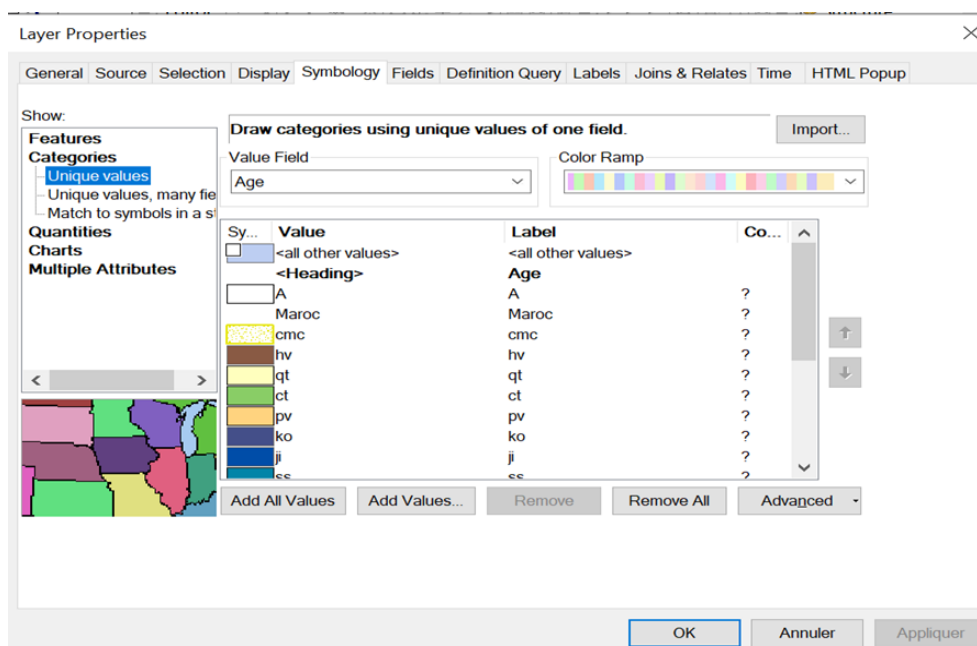 Layer Properties
General Source Selection Display Symbology Fields Definition Query Labels Joins & Relates Time HTML Popup
Show:
Features
Categories
Unique values
Unique values, many fie
Match to symbols in a st
Quantities
Charts
Multiple Attributes
Draw categories using unique values of one field.
Import...
Value Field
Age
Color Ramp
Sy... Value Label Co...
<all other values> <all other values>
<Heading> Age
A A ?
Maroc Maroc ?
cmc cmc ?
hv hv ?
qt qt ?
ct ct ?
pv pv ?
ko ko ?
ji ji ?
ss ss ?
Add All Values Add Values... Remove Remove All Advanced
OK Annuler Appliquer